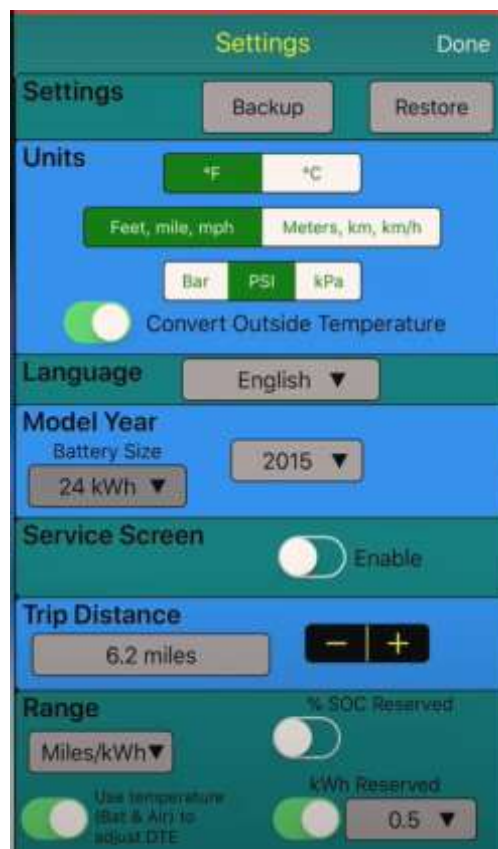 Settings Done
Settings Backup Restore
Units
°F °C
Feet, mile, mph Meters, km, km/h
Bar PSI kPa
Convert Outside Temperature
Language English ▼
Model Year
Battery Size 2015 ▼
24 kWh ▼
Service Screen
Enable
Trip Distance
6.2 miles − +
Range % SOC Reserved
Miles/kWh▼
kWh Reserved
Use temperature
(Bat & Air) to 0.5 ▼
adjust DTE